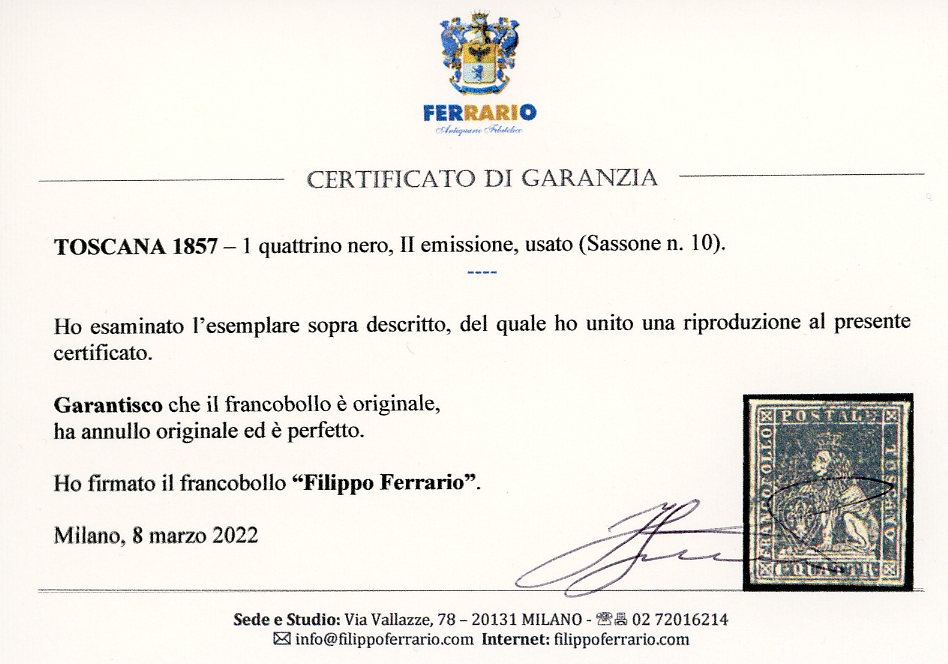 FERRARIO
Antiquario Filatelico
CERTIFICATO DI GARANZIA
TOSCANA 1857 – 1 quattrino nero, II emissione, usato (Sassone n. 10).
----
Ho esaminato l’esemplare sopra descritto, del quale ho unito una riproduzione al presente
certificato.
Garantisco che il francobollo è originale,
ha annullo originale ed è perfetto.
Ho firmato il francobollo “Filippo Ferrario”.
Milano, 8 marzo 2022
FRANCOBOLLO
POSTALE
TOSCANO
QUATTR
Sede e Studio: Via Vallazze, 78 – 20131 MILANO - ☏ 02 72016214
✉ info@filippoferrario.com Internet: filippoferrario.com